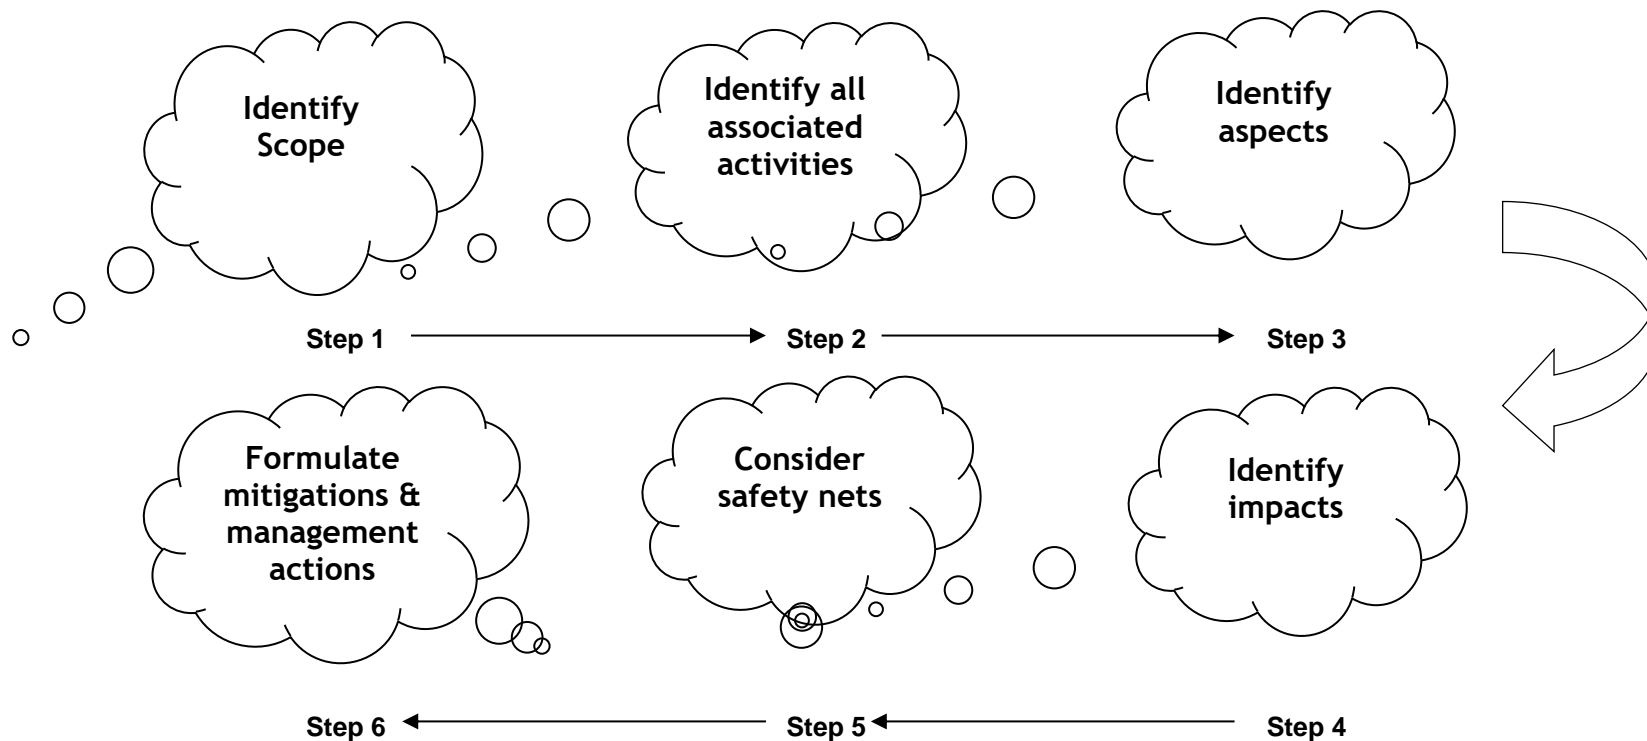 Identify
Scope
Identify all
associated
activities
Identify
aspects
Step 1
Step 2
Step 3
Formulate
mitigations &
management
actions
Consider
safety nets
Identify
impacts
Step 6
Step 5
Step 4